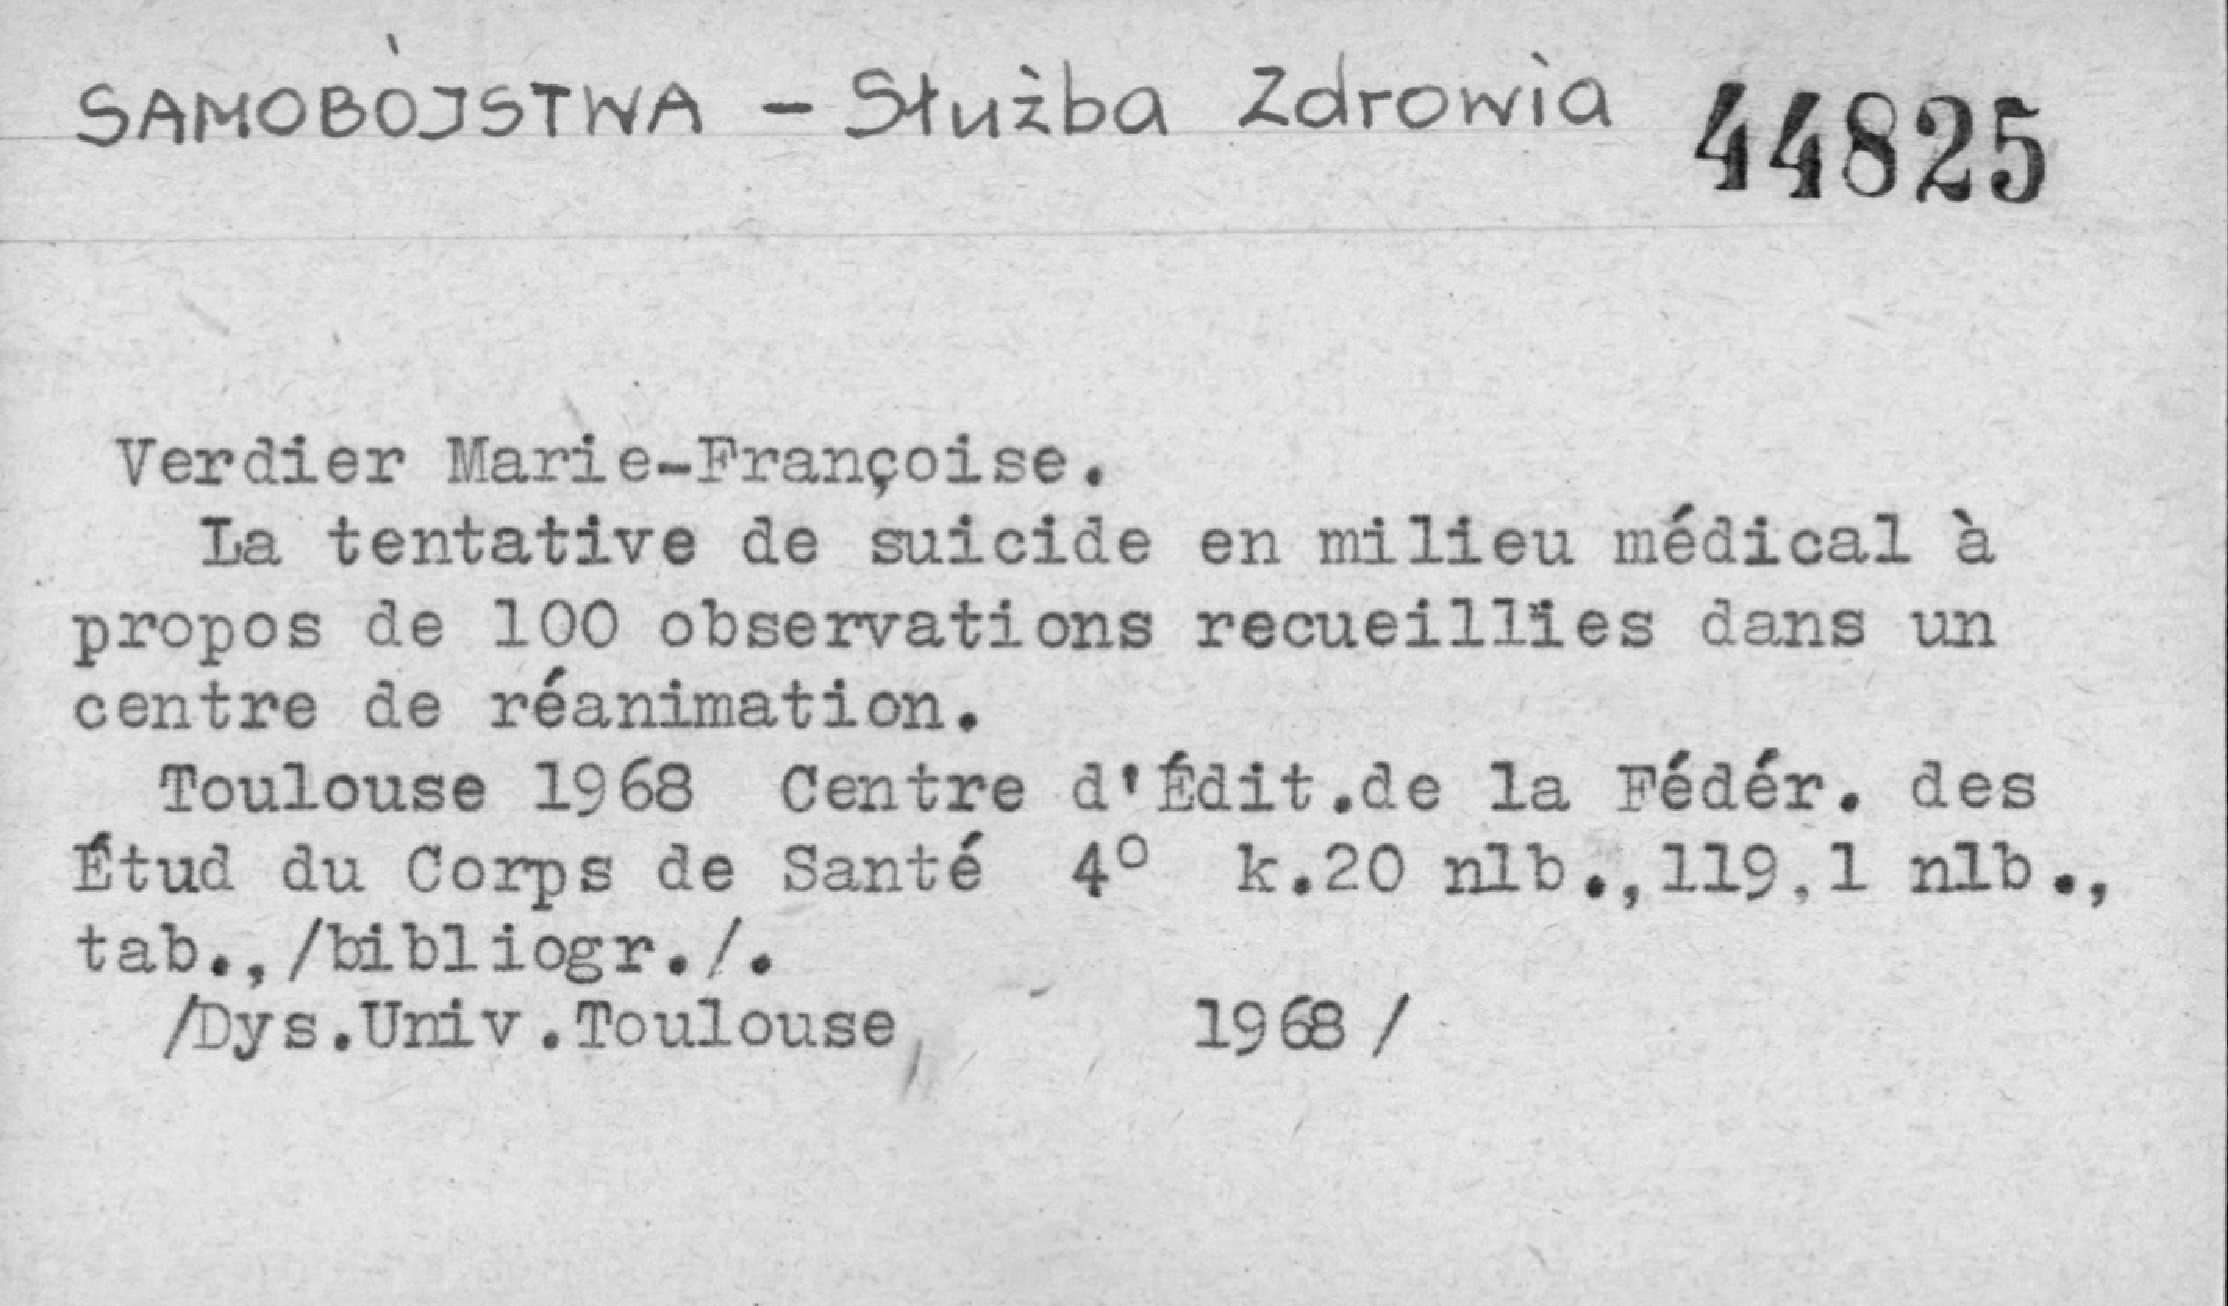 SAMOBÓJSTWA - Służba Zdrowia 44825
Verdier Marie-Françoise.
La tentative de suicide en milieu médical à
propos de 100 observations recueillies dans un
centre de réanimation.
Toulouse 1968 Centre d'Édit.de la Fédér. des
Étud du Corps de Santé 4° k.20 nlb.,119,1 nlb.,
tab.,/bibliogr./.
/Dys.Univ.Toulouse, 1968/